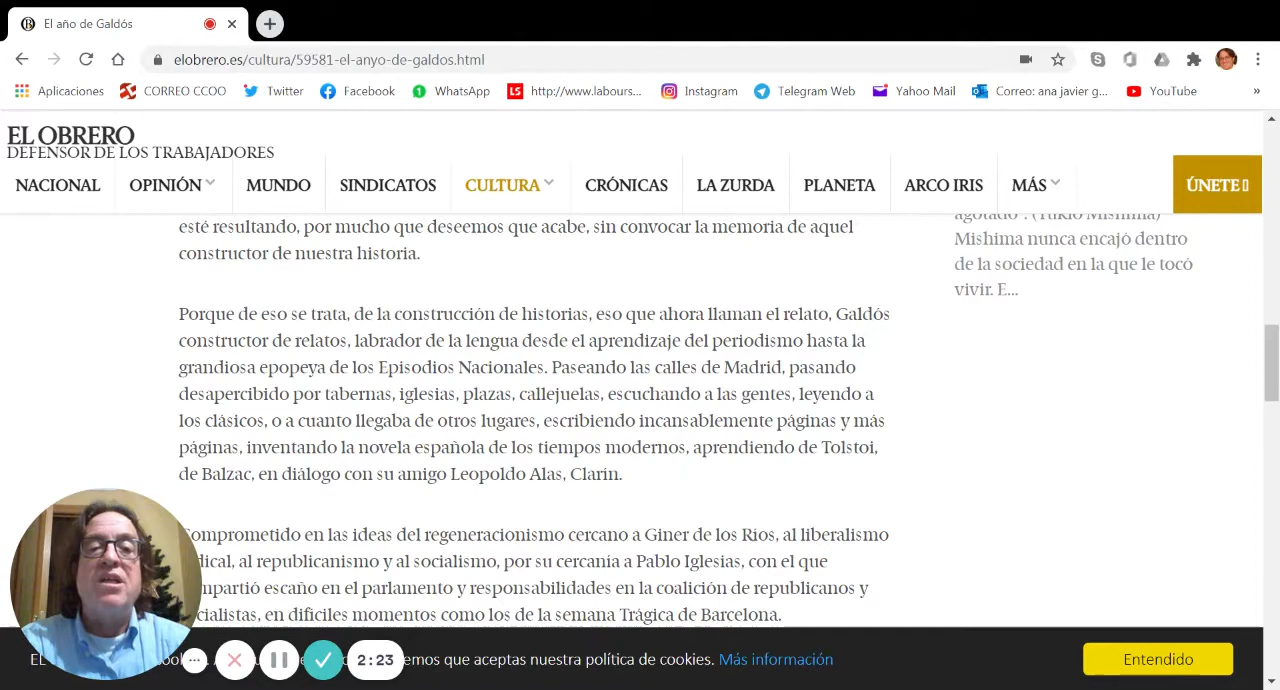 El año de Galdós
elobrero.es/cultura/59581-el-anyo-de-galdos.html
Aplicaciones CORREO CCOO Twitter Facebook WhatsApp http://www.labours... Instagram Telegram Web Yahoo Mail Correo: ana javier g... YouTube »
EL OBRERO
DEFENSOR DE LOS TRABAJADORES
NACIONAL OPINIÓN MUNDO SINDICATOS CULTURA CRÓNICAS LA ZURDA PLANETA ARCO IRIS MÁS ÚNETE
esté resultando, por mucho que deseemos que acabe, sin convocar la memoria de aquel
constructor de nuestra historia.
Porque de eso se trata, de la construcción de historias, eso que ahora llaman el relato, Galdós
constructor de relatos, labrador de la lengua desde el aprendizaje del periodismo hasta la
grandiosa epopeya de los Episodios Nacionales. Paseando las calles de Madrid, pasando
desapercibido por tabernas, iglesias, plazas, callejuelas, escuchando a las gentes, leyendo a
los clásicos, o a cuanto llegaba de otros lugares, escribiendo incansablemente páginas y más
páginas, inventando la novela española de los tiempos modernos, aprendiendo de Tolstoi,
de Balzac, en diálogo con su amigo Leopoldo Alas, Clarín.
omprometido en las ideas del regeneracionismo cercano a Giner de los Ríos, al liberalismo
dical, al republicanismo y al socialismo, por su cercanía a Pablo Iglesias, con el que
mpartió escaño en el parlamento y responsabilidades en la coalición de republicanos y
cialistas, en difíciles momentos como los de la semana Trágica de Barcelona.
agotado". (Yukio Mishima)
Mishima nunca encajó dentro
de la sociedad en la que le tocó
vivir. E...
EL emos que aceptas nuestra política de cookies. Más información
Entendido
2:23